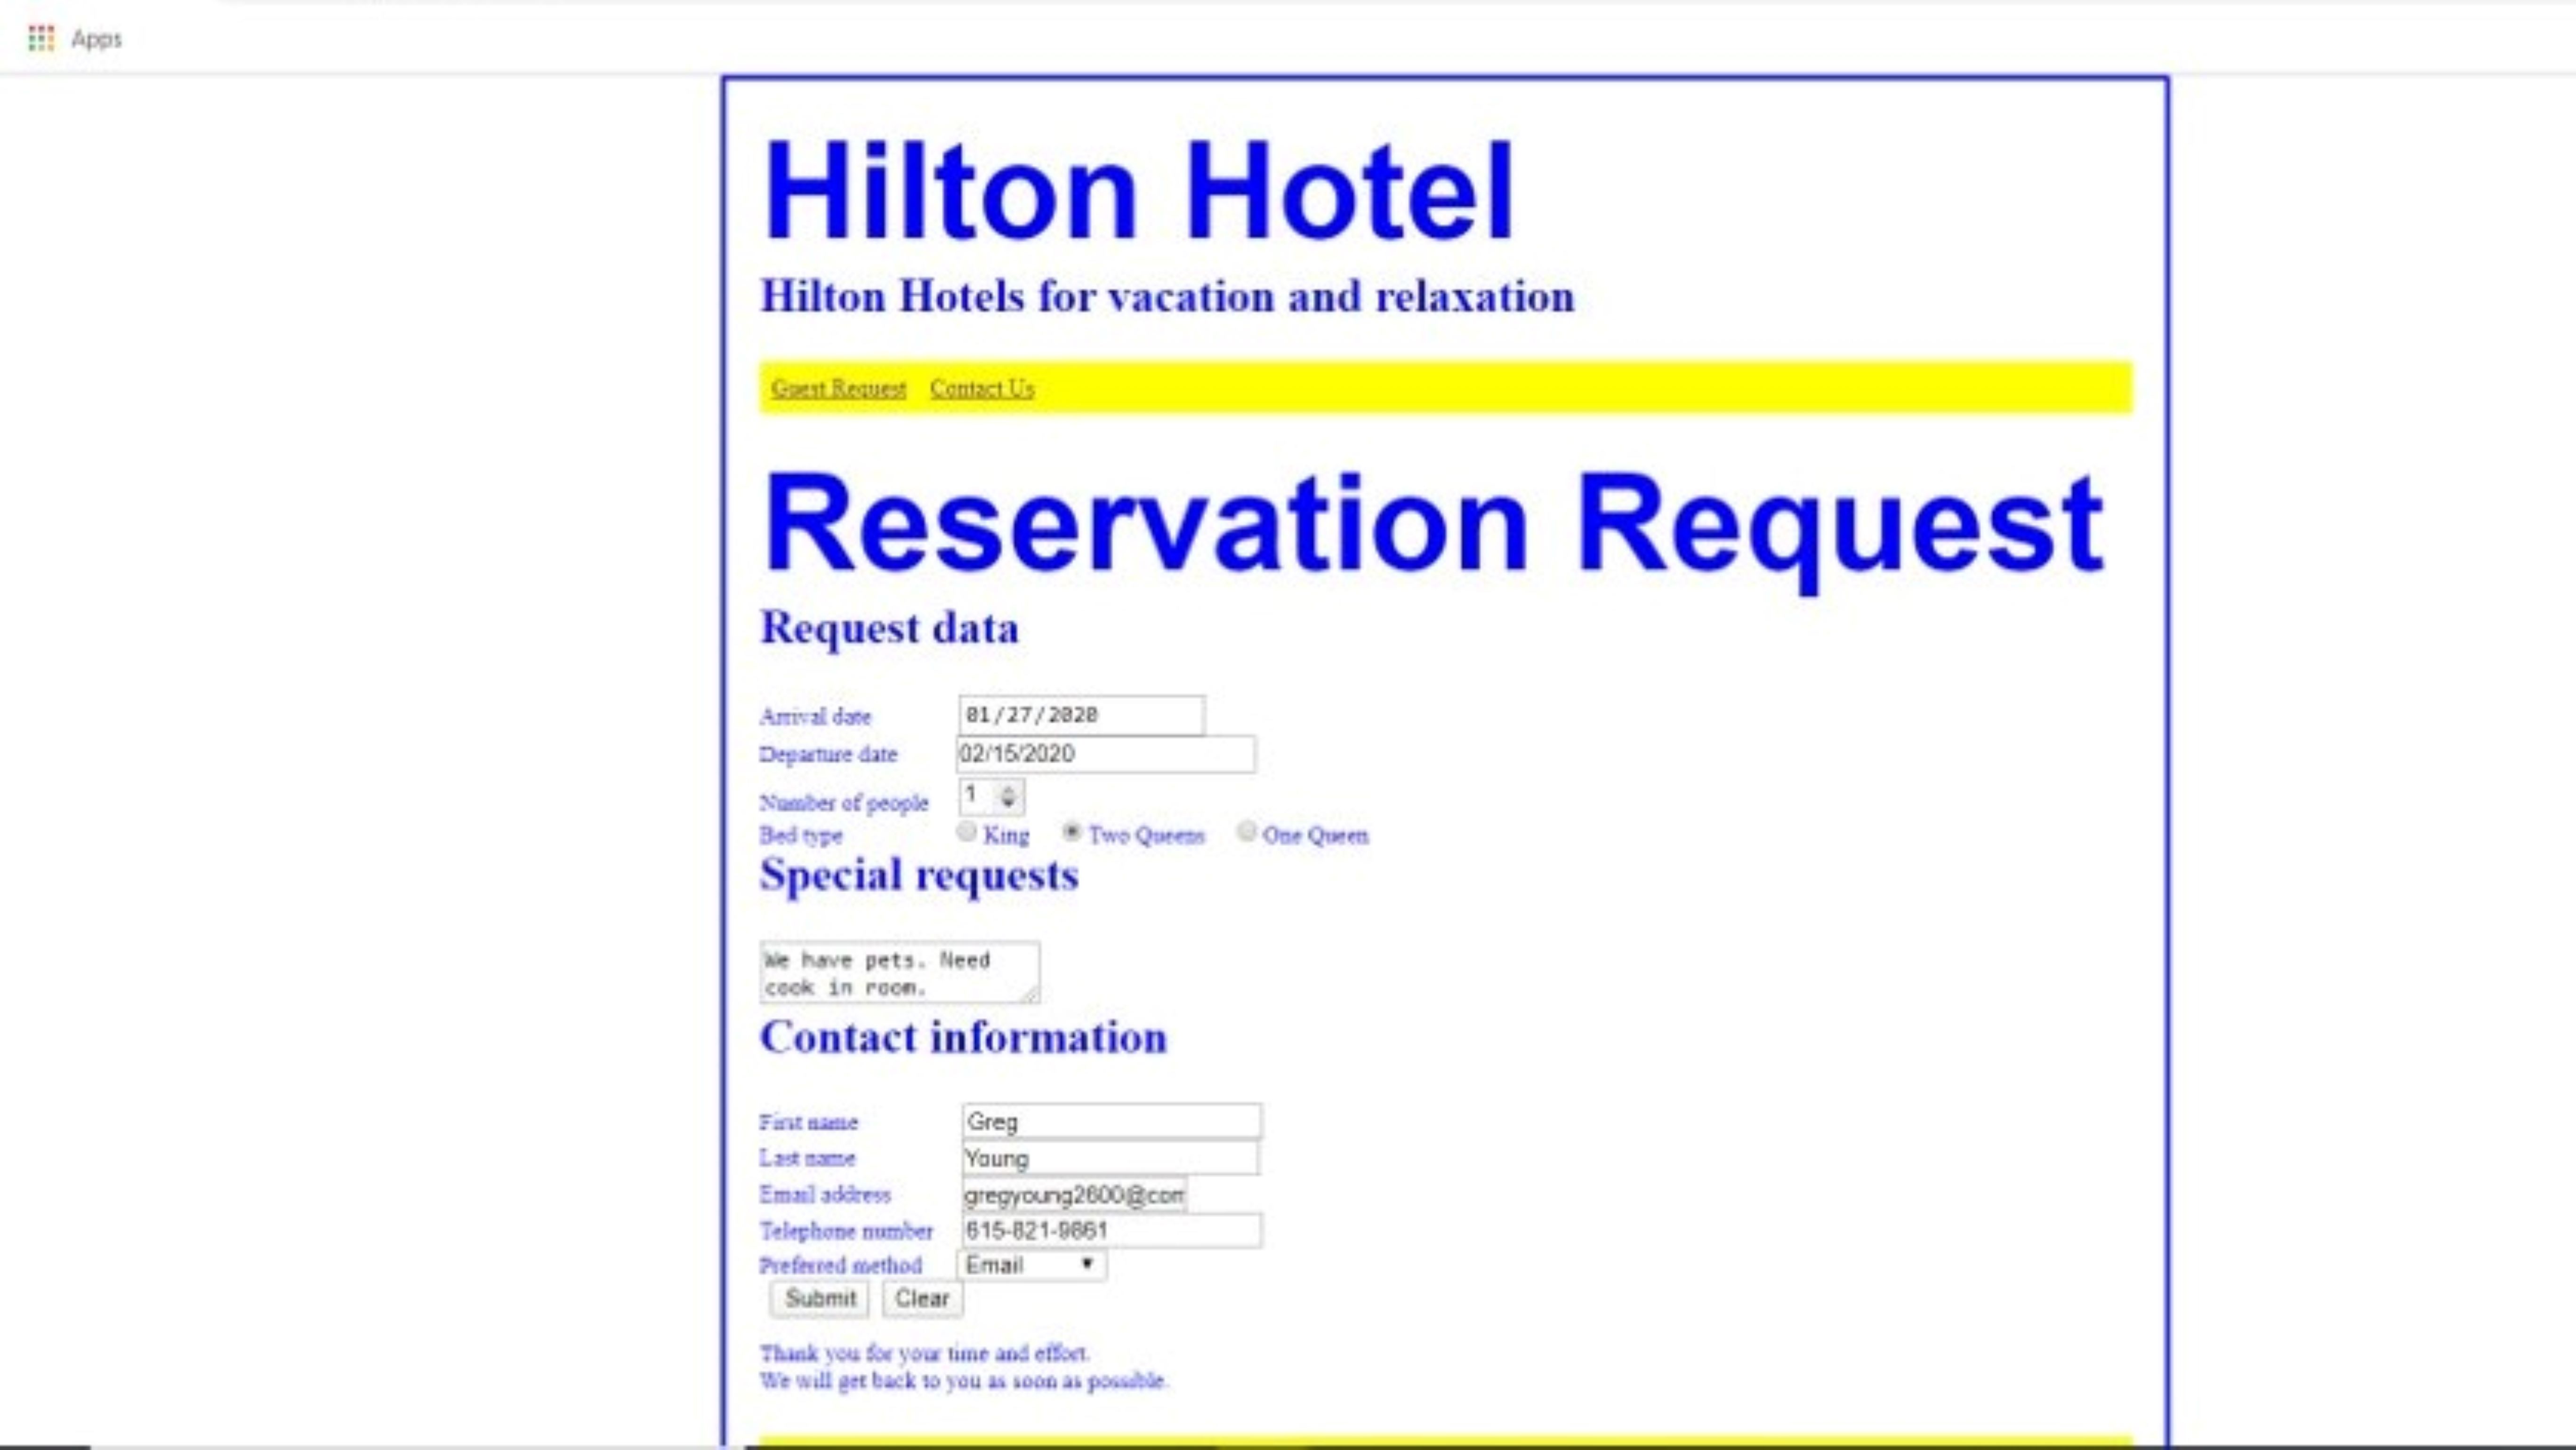 Apps
Hilton Hotel
Hilton Hotels for vacation and relaxation
Guest Request Contact Us
Reservation Request
Request data
Arrival date 01/27/2020
Departure date 02/15/2020
Number of people 1
Bed type King Two Queens One Queen
Special requests
We have pets. Need
cook in room.
Contact information
First name Greg
Last name Young
Email address gregyoung2600@com
Telephone number 615-821-9861
Preferred method Email
Submit Clear
Thank you for your time and effort.
We will get back to you as soon as possible.